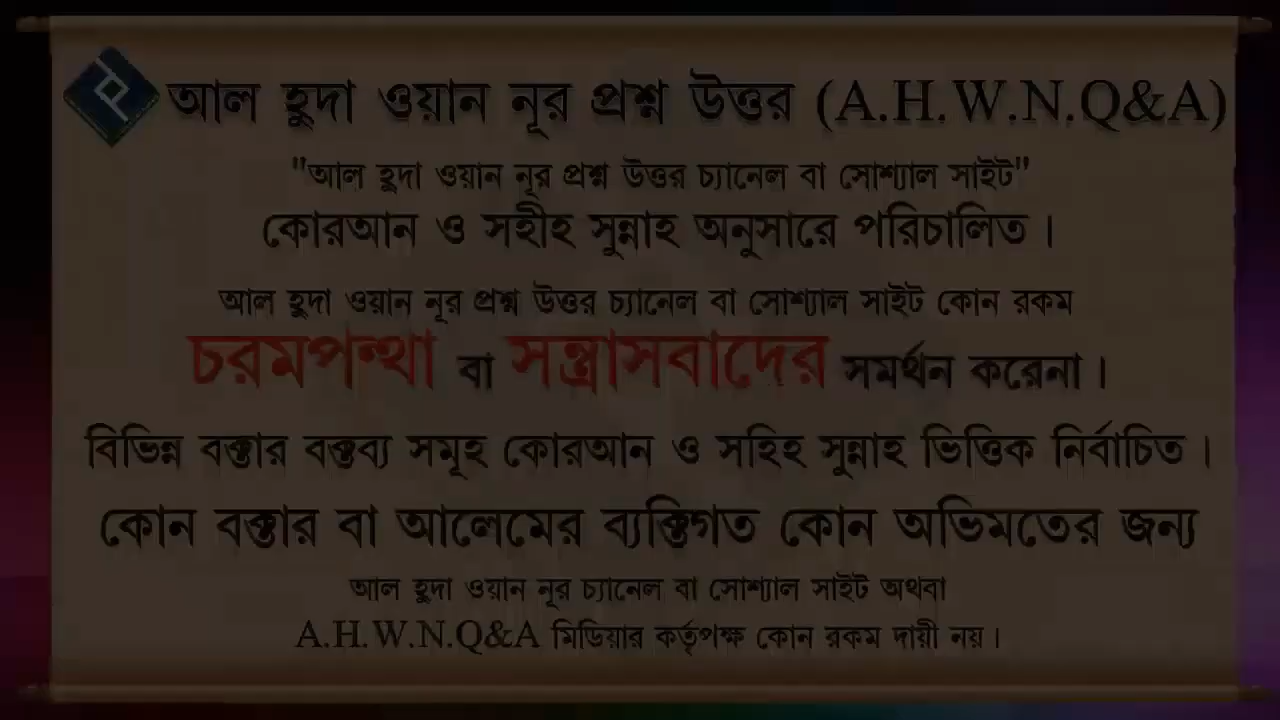 আল হুদা ওয়ান নূর প্রশ্ন উত্তর (A.H.W.N.Q&A)
"আল হুদা ওয়ান নূর প্রশ্ন উত্তর চ্যানেল বা সোশ্যাল সাইট"
কোরআন ও সহীহ সুন্নাহ অনুসারে পরিচালিত।
আল হুদা ওয়ান নূর প্রশ্ন উত্তর চ্যানেল বা সোশ্যাল সাইট কোন রকম
চরমপন্থা বা সন্ত্রাসবাদের সমর্থন করেনা।
বিভিন্ন বক্তার বক্তব্য সমূহ কোরআন ও সহিহ সুন্নাহ ভিত্তিক নির্বাচিত।
কোন বক্তার বা আলেমের ব্যক্তিগত কোন অভিমতের জন্য
আল হুদা ওয়ান নূর চ্যানেল বা সোশ্যাল সাইট অথবা
A.H.W.N.Q&A মিডিয়ার কর্তৃপক্ষ কোন রকম দায়ী নয়।